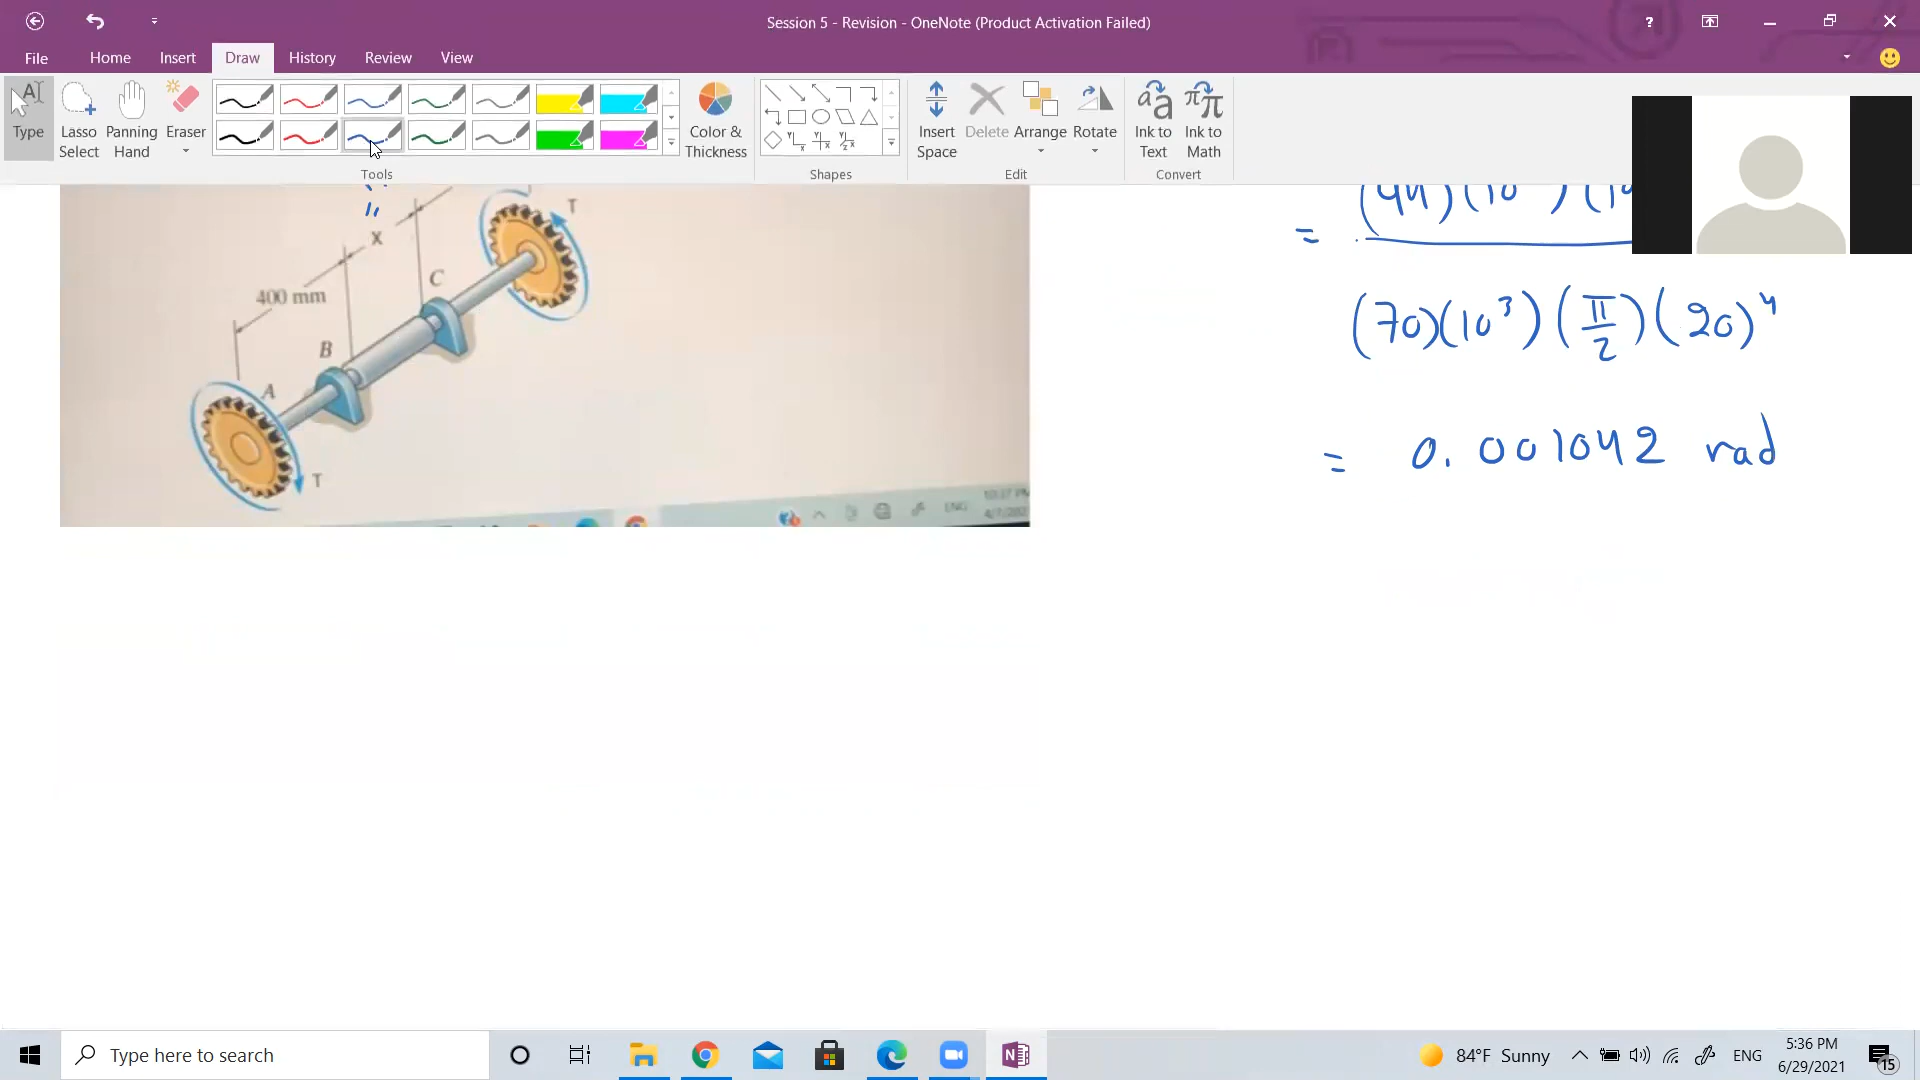 Session 5 - Revision - OneNote (Product Activation Failed)
?
File Home Insert Draw History Review View
Type
Lasso Select
Panning Hand
Eraser
Color & Thickness
Insert Space
Delete
Arrange
Rotate
Ink to Text
Ink to Math
Tools
Shapes
Edit
Convert
T
x
C
400 mm
B
A
T
ENG
=
(70)(10³)(π/2)(20)⁴
= 0.001042 rad
Type here to search
84°F Sunny
ENG
5:36 PM
6/29/2021
15